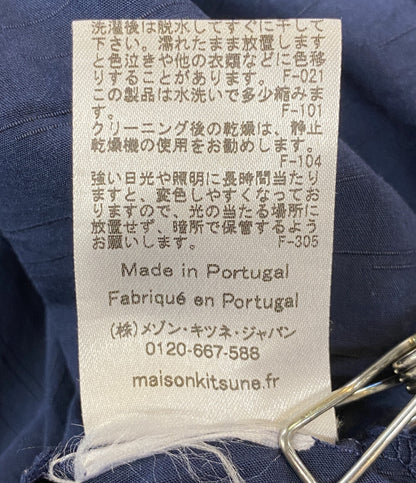 洗濯後は脱水してすぐに干して
下さい。濡れたまま放置します
と色泣きや他の衣類などに色移
りすることがあります。 F-021
この製品は水洗いで多少縮みま
す。 F-101
クリーニング後の乾燥は、静止
乾燥機の使用をお勧めします。
F-104
強い日光や照明に長時間当たり
ますと、変色しやすくなってお
りますので、光の当たる場所に
放置せず、暗所で保管するよう
お願いします。 F-305
Made in Portugal
Fabriqué en Portugal
(株)メゾン・キツネ・ジャパン
0120-667-588
maisonkitsune.fr